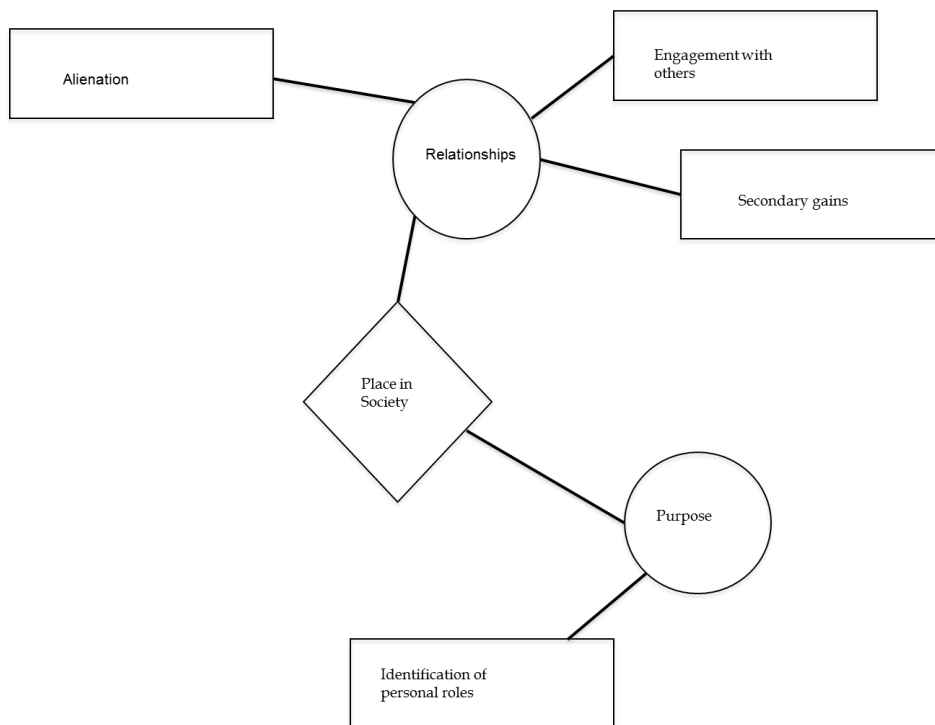 Engagement with
others
Alienation
Relationships
Secondary gains
Place in
Society
Purpose
Identification of
personal roles